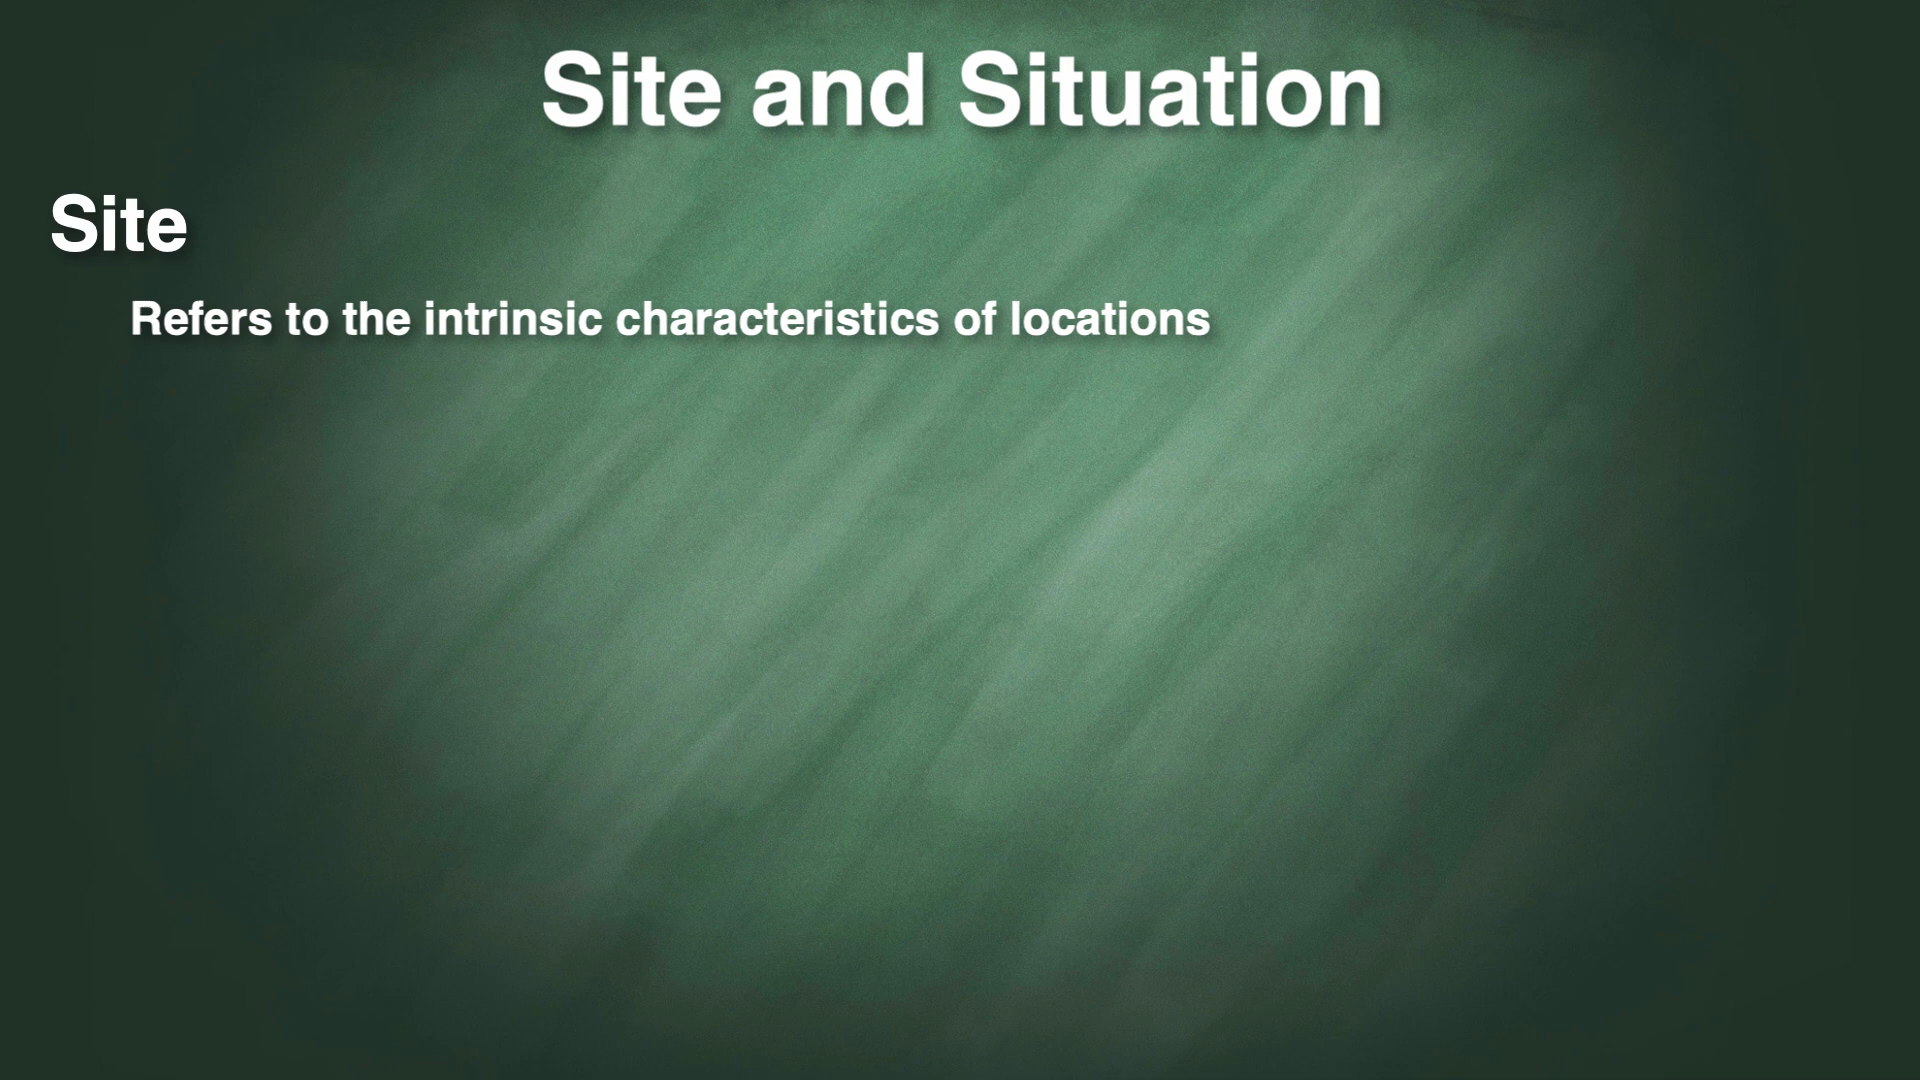 Site and Situation
Site
Refers to the intrinsic characteristics of locations